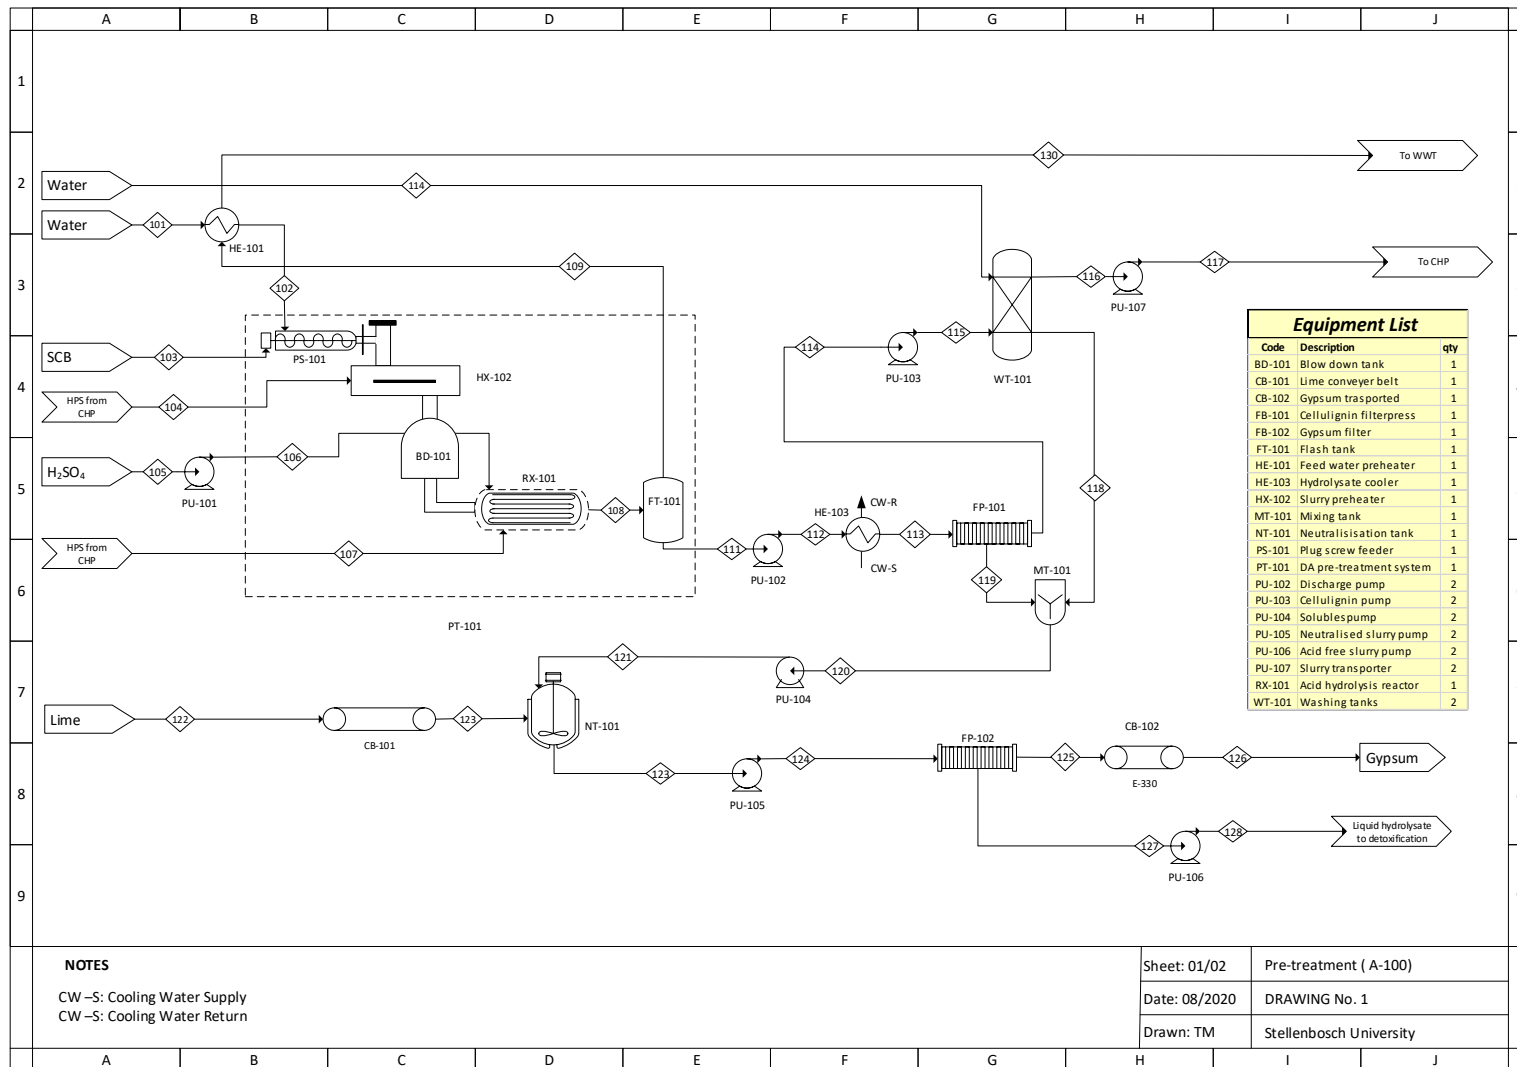 A B C D E F G H I J
1
2
3
4
5
6
7
8
9
130
To WWT
Water
114
Water
101
HE-101
109
102
116
PU-107
117
To CHP
SCB
103
PS-101
114
PU-103
115
WT-101
HPS from
CHP
104
HX-102
H2SO4
105
PU-101
106
BD-101
RX-101
108
FT-101
118
HPS from
CHP
107
111
PU-102
112
HE-103
CW-R
CW-S
113
FP-101
119
MT-101
PT-101
121
PU-104
120
Lime
122
CB-101
123
NT-101
123
PU-105
124
FP-102
125
CB-102
E-330
126
Gypsum
127
PU-106
128
Liquid hydrolysate
to detoxification
Equipment List
Code Description qty
BD-101 Blow down tank 1
CB-101 Lime conveyer belt 1
CB-102 Gypsum trasported 1
FB-101 Cellulignin filterpress 1
FB-102 Gypsum filter 1
FT-101 Flash tank 1
HE-101 Feed water preheater 1
HE-103 Hydrolysate cooler 1
HX-102 Slurry preheater 1
MT-101 Mixing tank 1
NT-101 Neutralisisation tank 1
PS-101 Plug screw feeder 1
PT-101 DA pre-treatment system 1
PU-102 Discharge pump 2
PU-103 Cellulignin pump 2
PU-104 Solubles pump 2
PU-105 Neutralised slurry pump 2
PU-106 Acid free slurry pump 2
PU-107 Slurry transporter 2
RX-101 Acid hydrolysis reactor 1
WT-101 Washing tanks 2
NOTES
CW –S: Cooling Water Supply
CW –S: Cooling Water Return
Sheet: 01/02 Pre-treatment ( A-100)
Date: 08/2020 DRAWING No. 1
Drawn: TM Stellenbosch University
A B C D E F G H I J